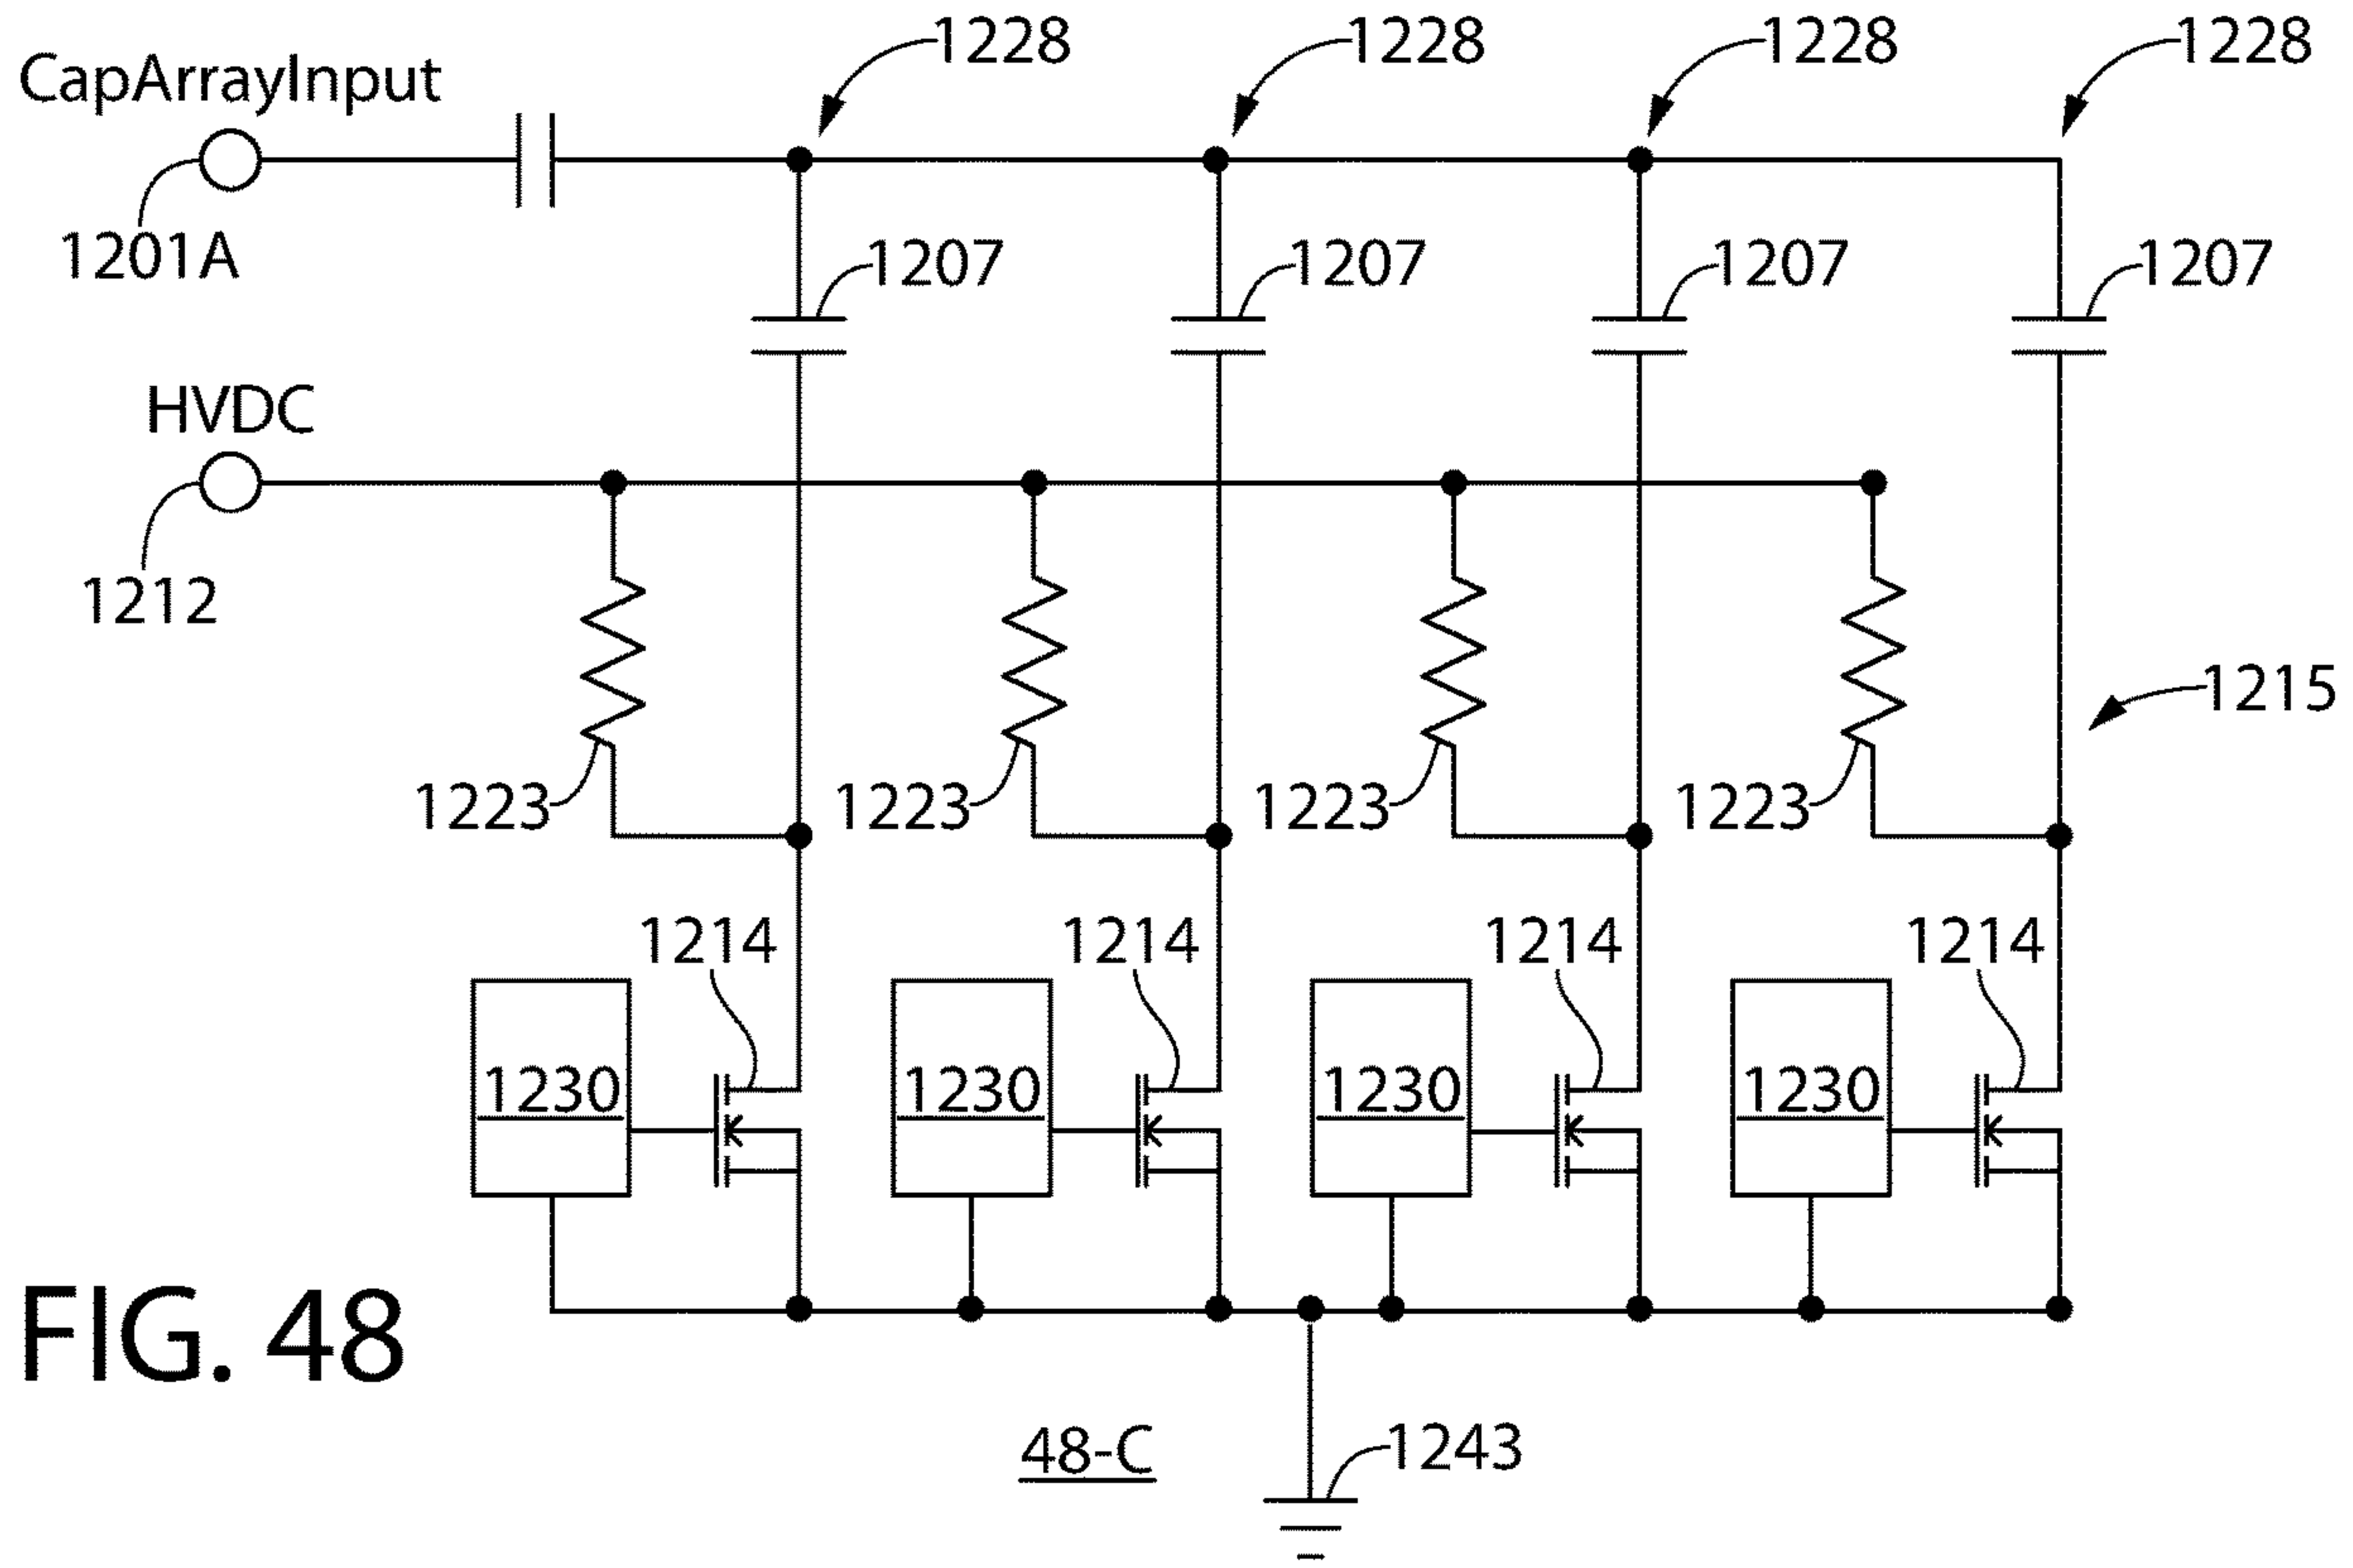 1228 1228 1228 1228
CapArrayInput
1201A
1207 1207 1207 1207
HVDC
1212
1215
1223 1223 1223 1223
1214 1214 1214 1214
1230 1230 1230 1230
FIG. 48
48-C
1243